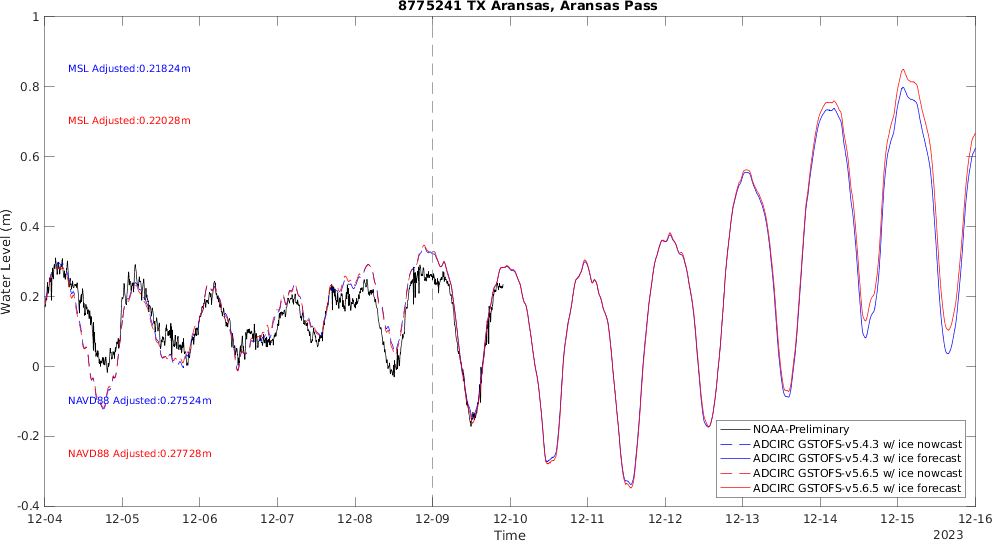 8775241 TX Aransas, Aransas Pass
1
0.8
0.6
0.4
0.2
0
-0.2
-0.4
Water Level (m)
MSL Adjusted:0.21824m
MSL Adjusted:0.22028m
NAVD88 Adjusted:0.27524m
NAVD88 Adjusted:0.27728m
NOAA-Preliminary
ADCIRC GSTOFS-v5.4.3 w/ ice nowcast
ADCIRC GSTOFS-v5.4.3 w/ ice forecast
ADCIRC GSTOFS-v5.6.5 w/ ice nowcast
ADCIRC GSTOFS-v5.6.5 w/ ice forecast
12-04 12-05 12-06 12-07 12-08 12-09 12-10 12-11 12-12 12-13 12-14 12-15 12-16
Time
2023